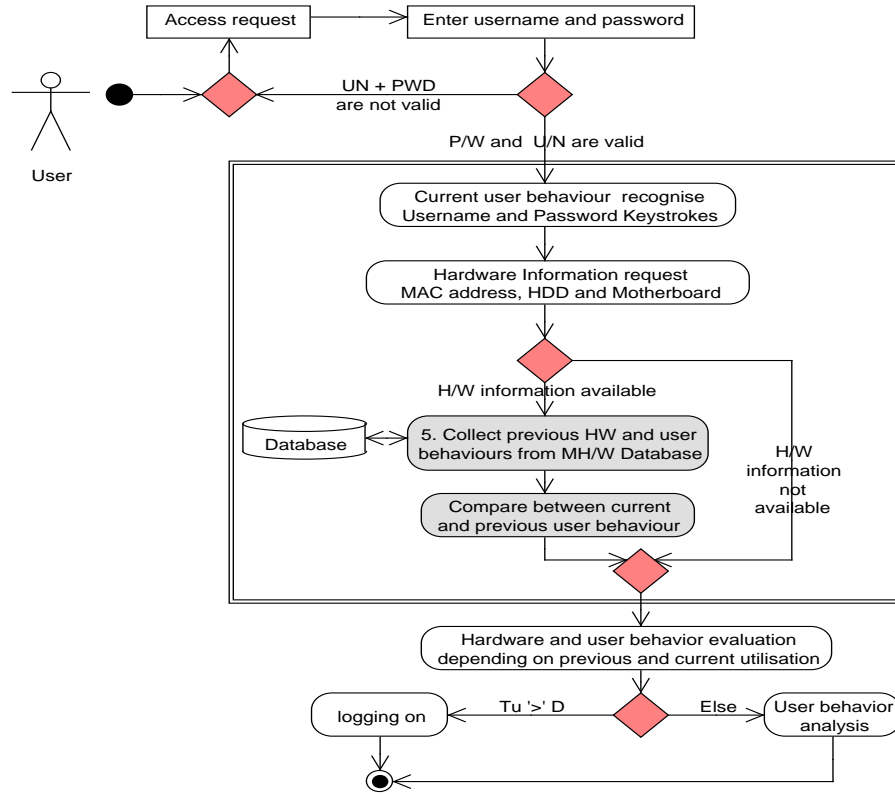 Access request
Enter username and password
UN + PWD
are not valid
User
P/W and U/N are valid
Current user behaviour recognise
Username and Password Keystrokes
Hardware Information request
MAC address, HDD and Motherboard
H/W information available
Database
5. Collect previous HW and user
behaviours from MH/W Database
H/W
information
not
available
Compare between current
and previous user behaviour
Hardware and user behavior evaluation
depending on previous and current utilisation
logging on
Tu '>' D
Else
User behavior
analysis